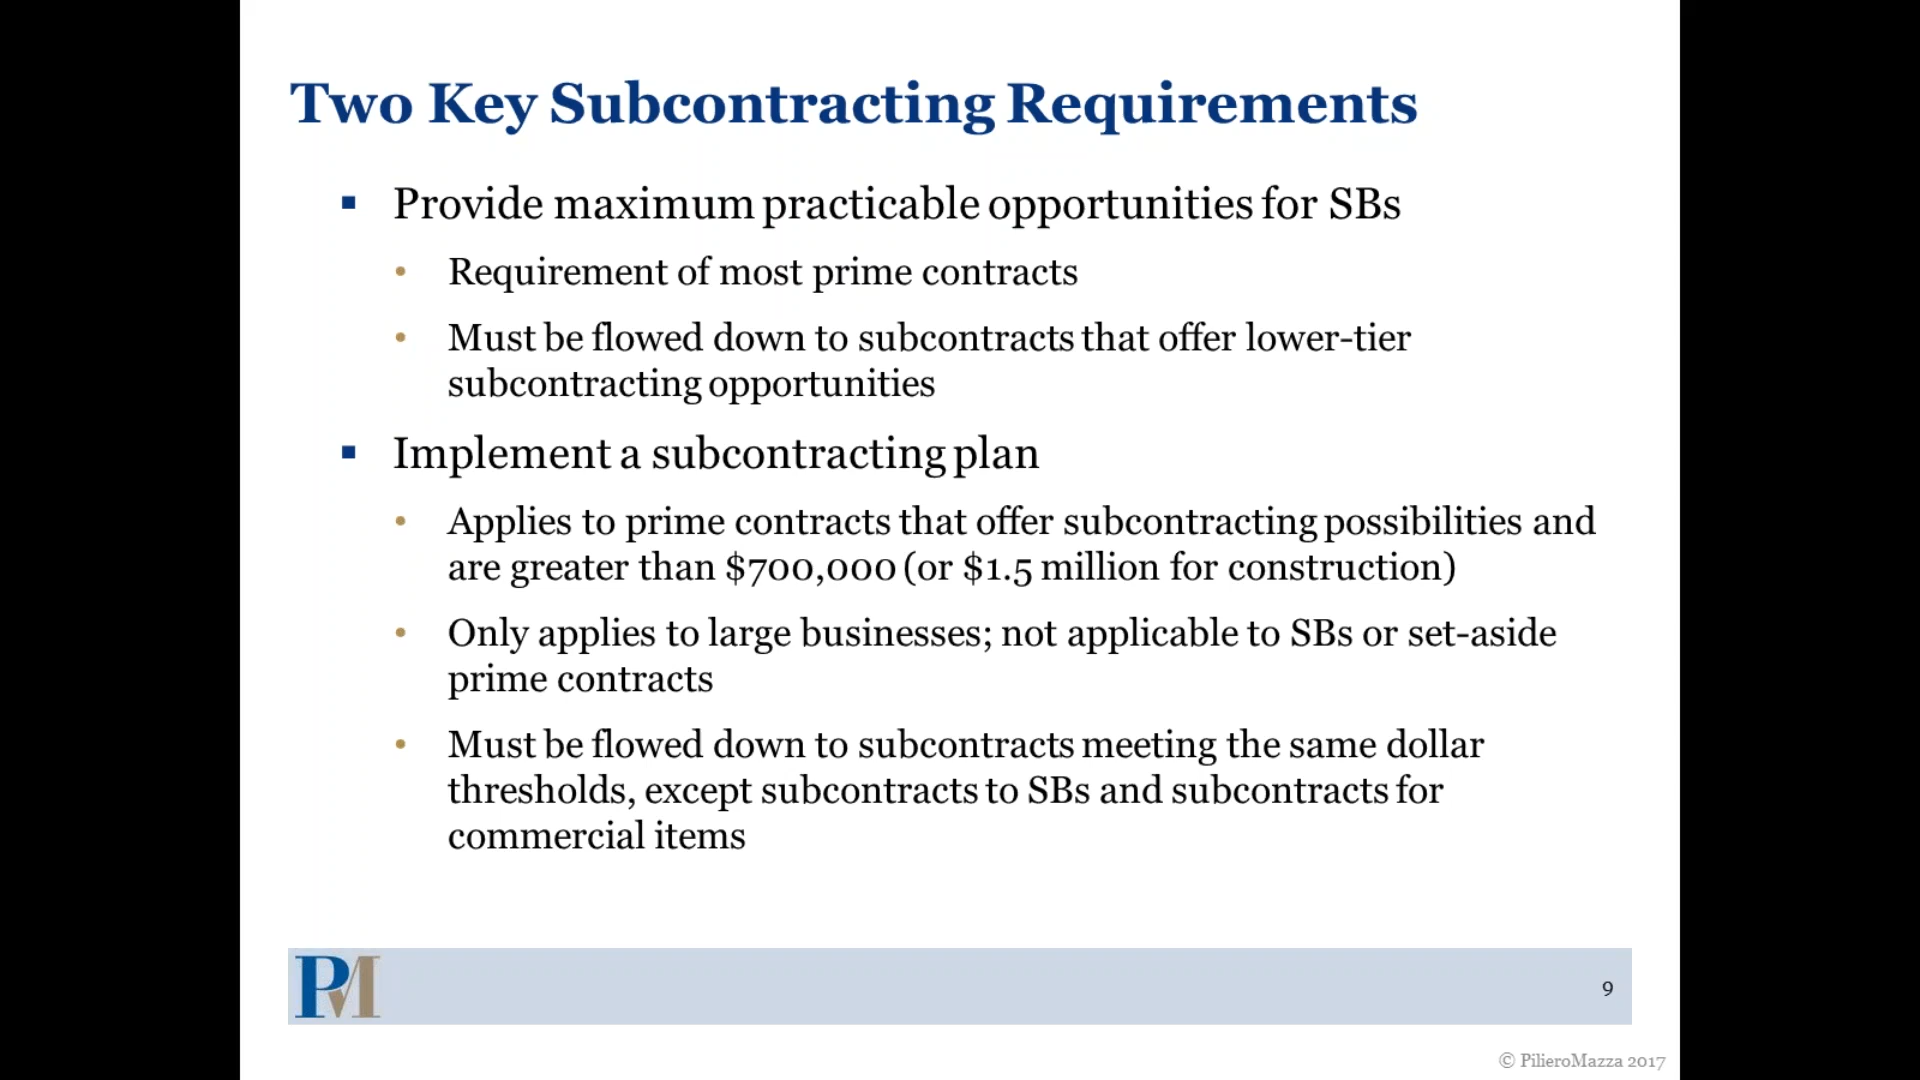 Two Key Subcontracting Requirements
▪ Provide maximum practicable opportunities for SBs
• Requirement of most prime contracts
• Must be flowed down to subcontracts that offer lower-tier
subcontracting opportunities
▪ Implement a subcontracting plan
• Applies to prime contracts that offer subcontracting possibilities and
are greater than $700,000 (or $1.5 million for construction)
• Only applies to large businesses; not applicable to SBs or set-aside
prime contracts
• Must be flowed down to subcontracts meeting the same dollar
thresholds, except subcontracts to SBs and subcontracts for
commercial items
PM
9
© PilieroMazza 2017